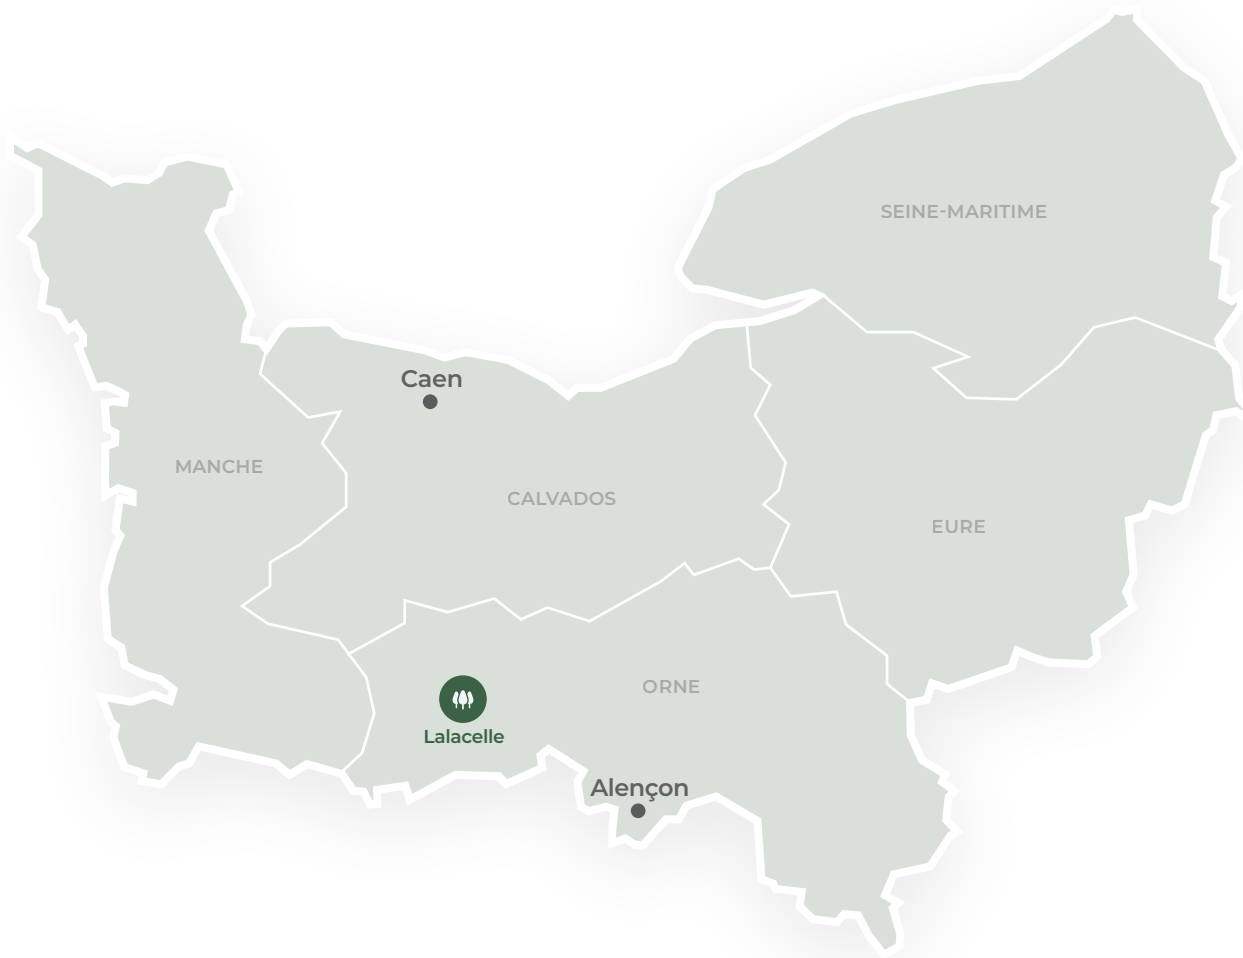 SEINE-MARITIME
Caen
MANCHE
CALVADOS
EURE
ORNE
Lalacelle
Alençon